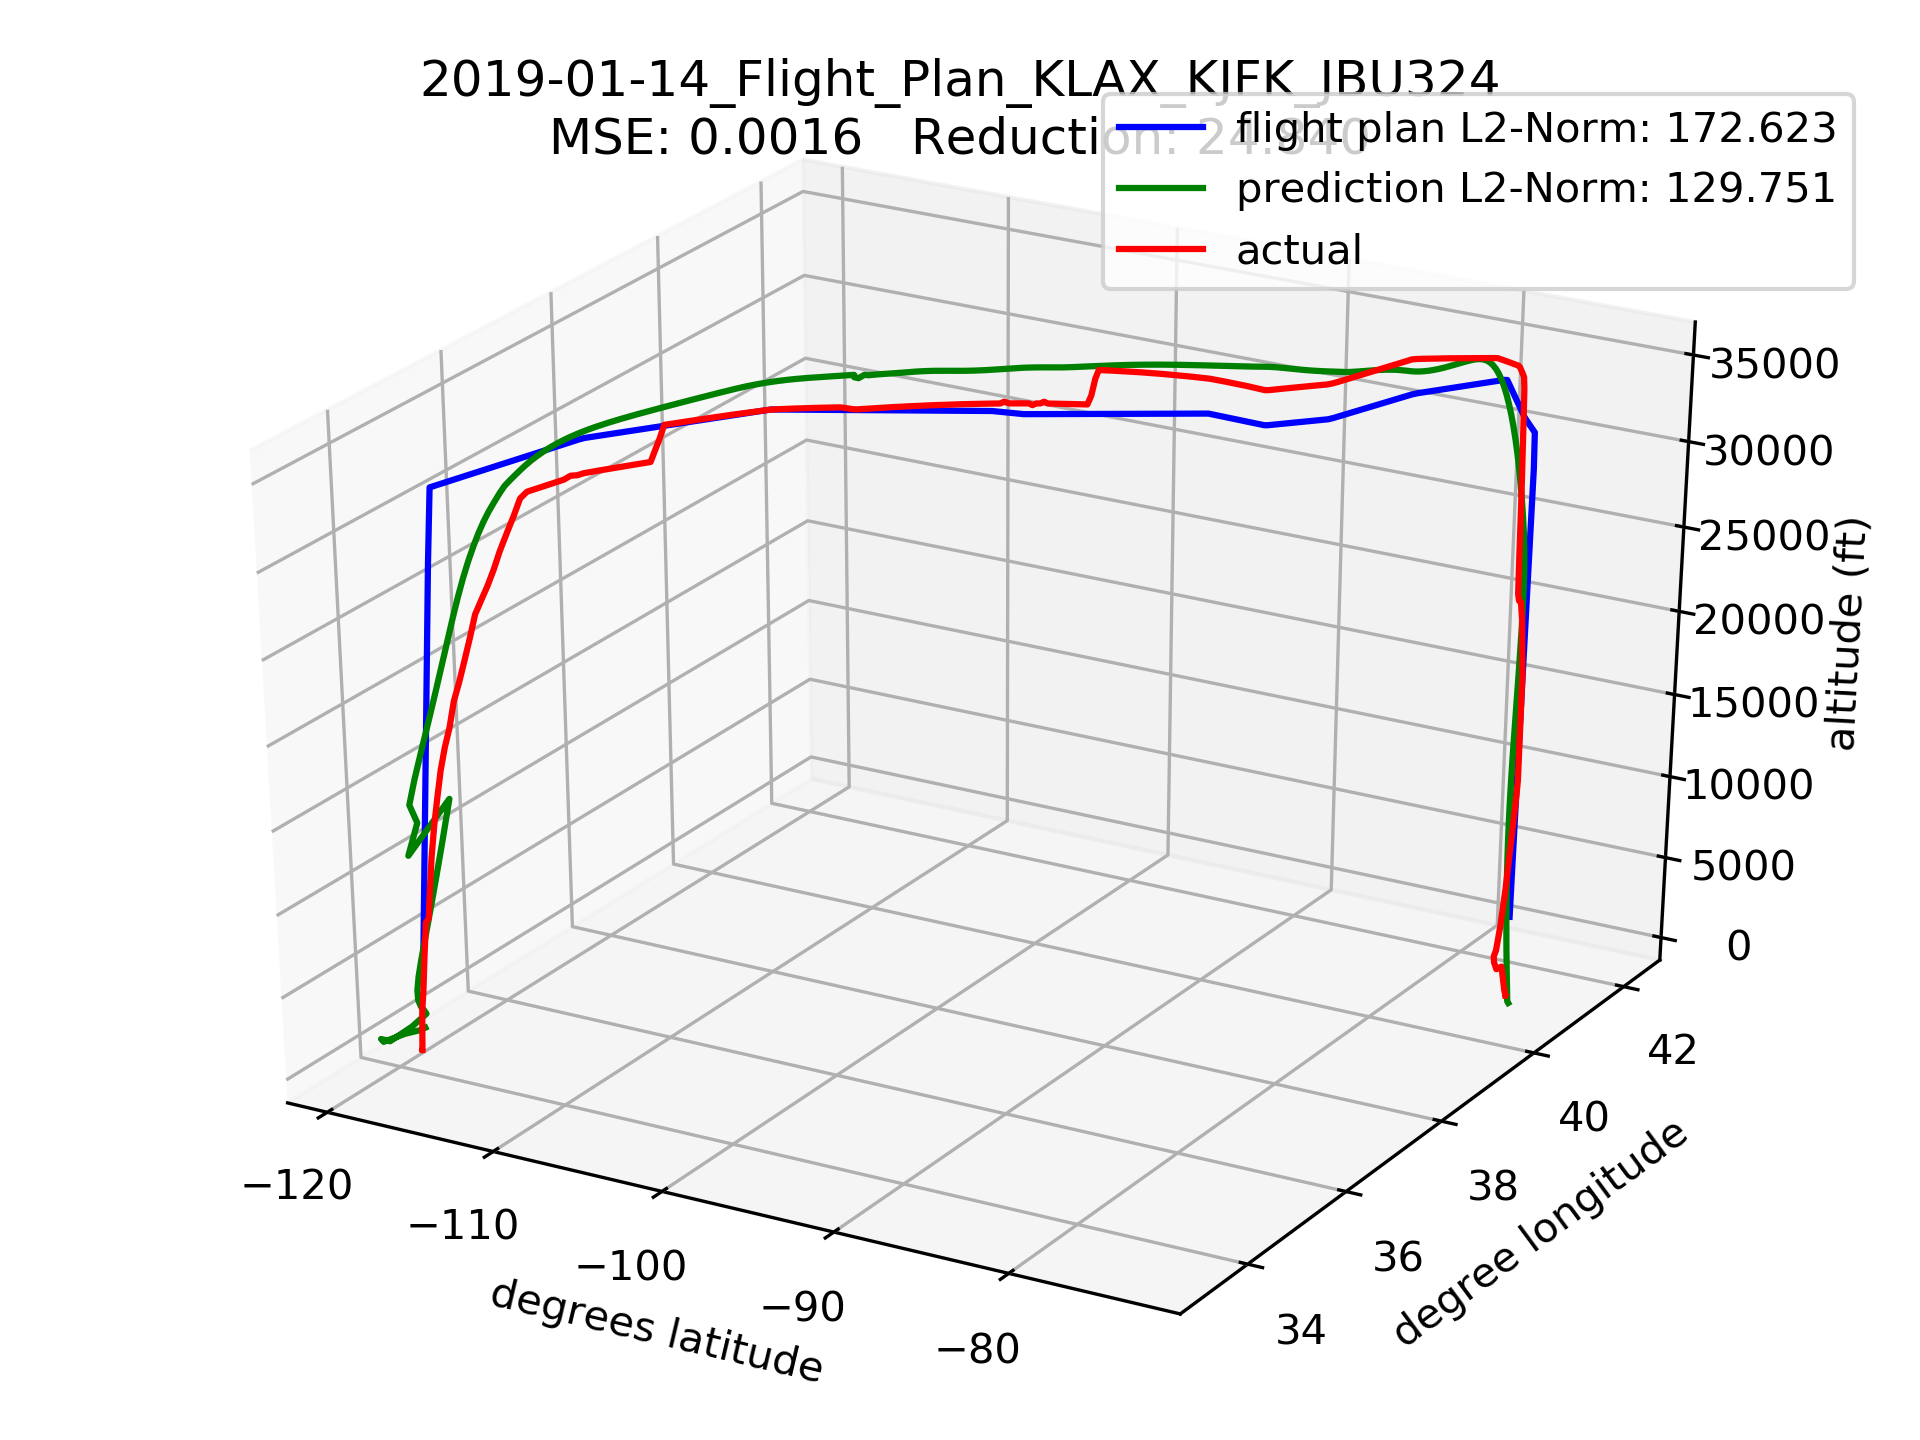 2019-01-14_Flight_Plan_KLAX_KJFK_JBU324
MSE: 0.0016   Reduction: 24.840
flight plan L2-Norm: 172.623
prediction L2-Norm: 129.751
actual
35000
30000
25000
20000
15000
10000
5000
0
altitude (ft)
42
40
38
36
34
degree longitude
−120
−110
−100
−90
−80
degrees latitude